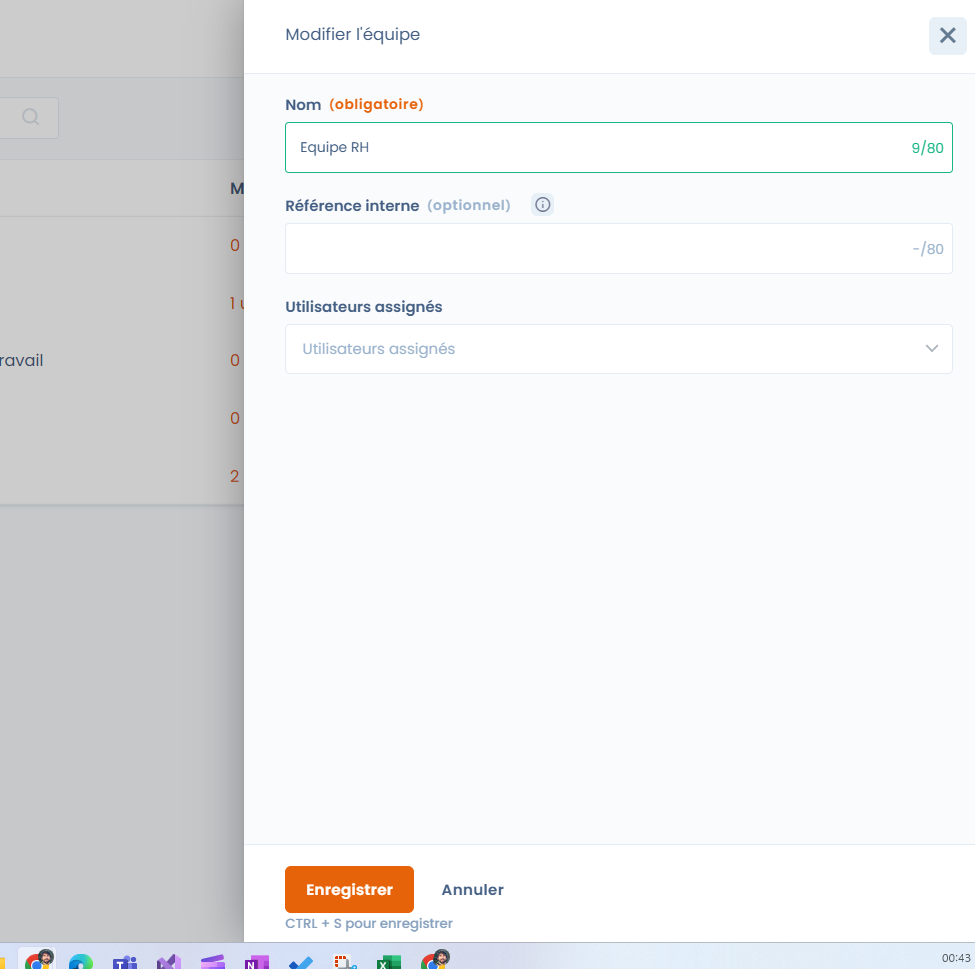 Modifier l'équipe
Nom (obligatoire)
Equipe RH 9/80
Référence interne (optionnel)
-/80
Utilisateurs assignés
Utilisateurs assignés
M
0
1 u
ravail 0
0
2
Enregistrer Annuler
CTRL + S pour enregistrer
00:43